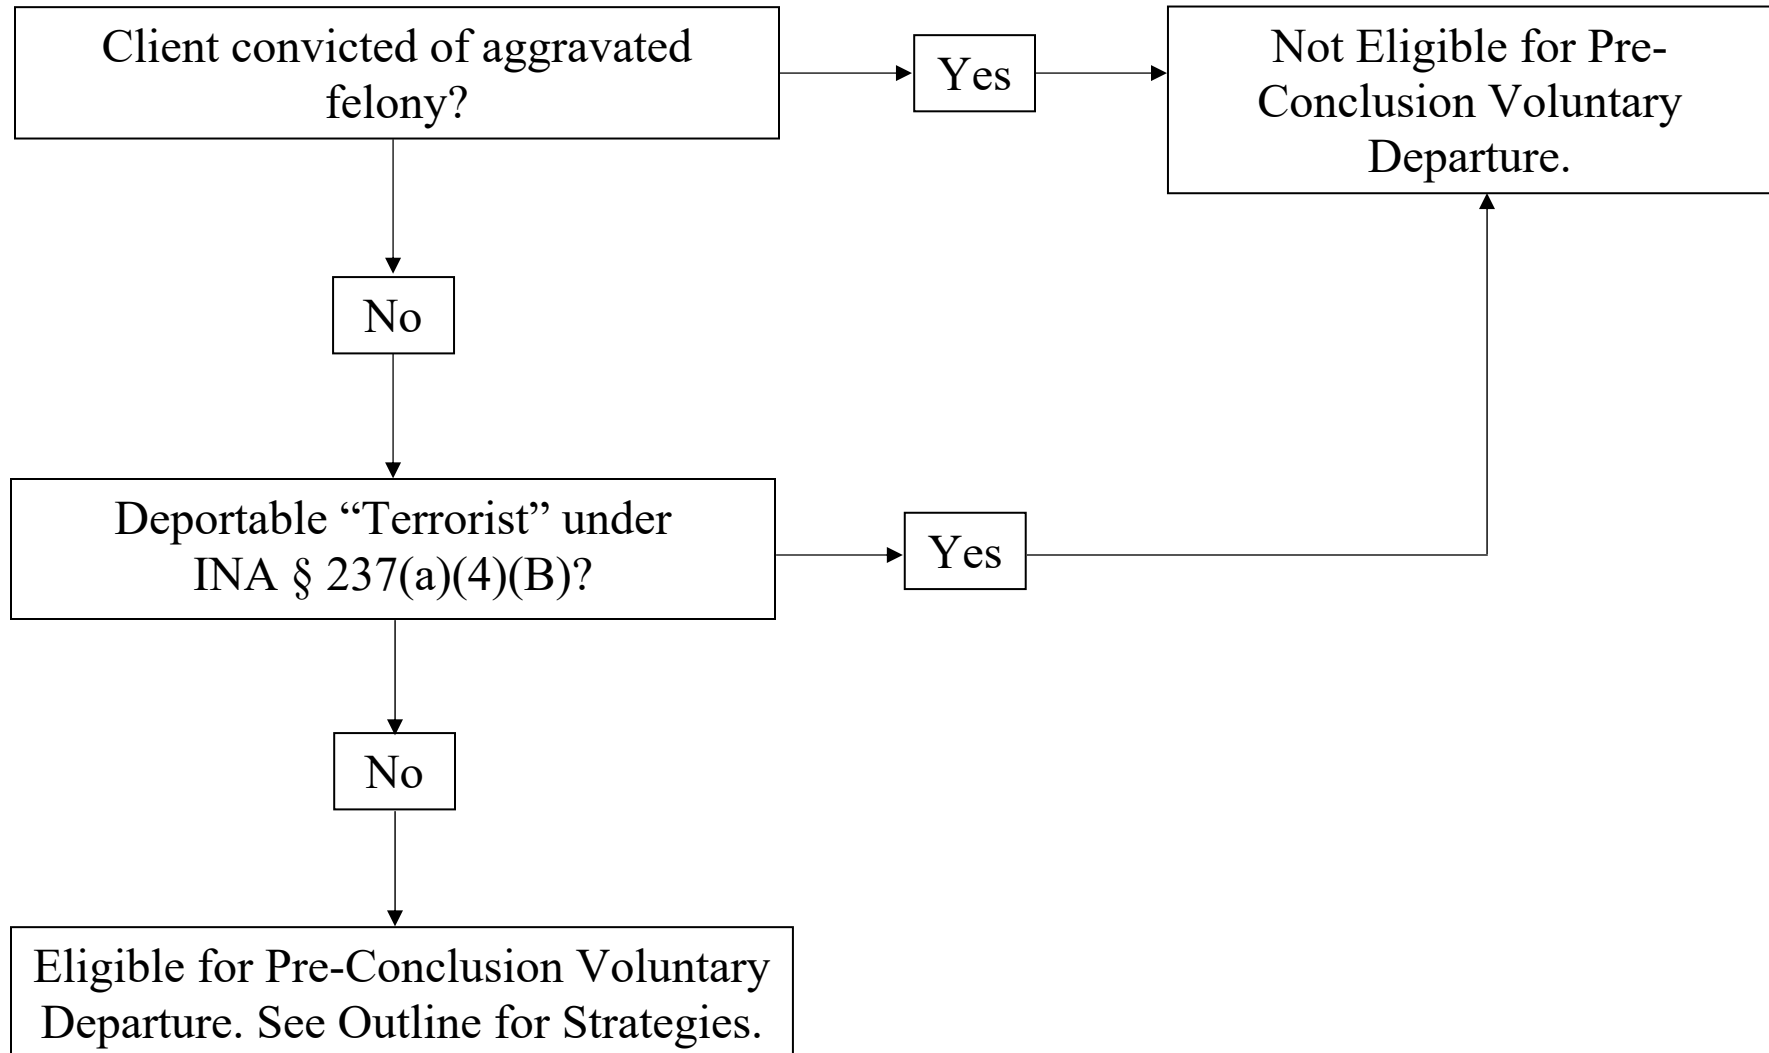 Client convicted of aggravated
felony?
Yes
Not Eligible for Pre-
Conclusion Voluntary
Departure.
No
Deportable “Terrorist” under
INA § 237(a)(4)(B)?
Yes
No
Eligible for Pre-Conclusion Voluntary
Departure. See Outline for Strategies.